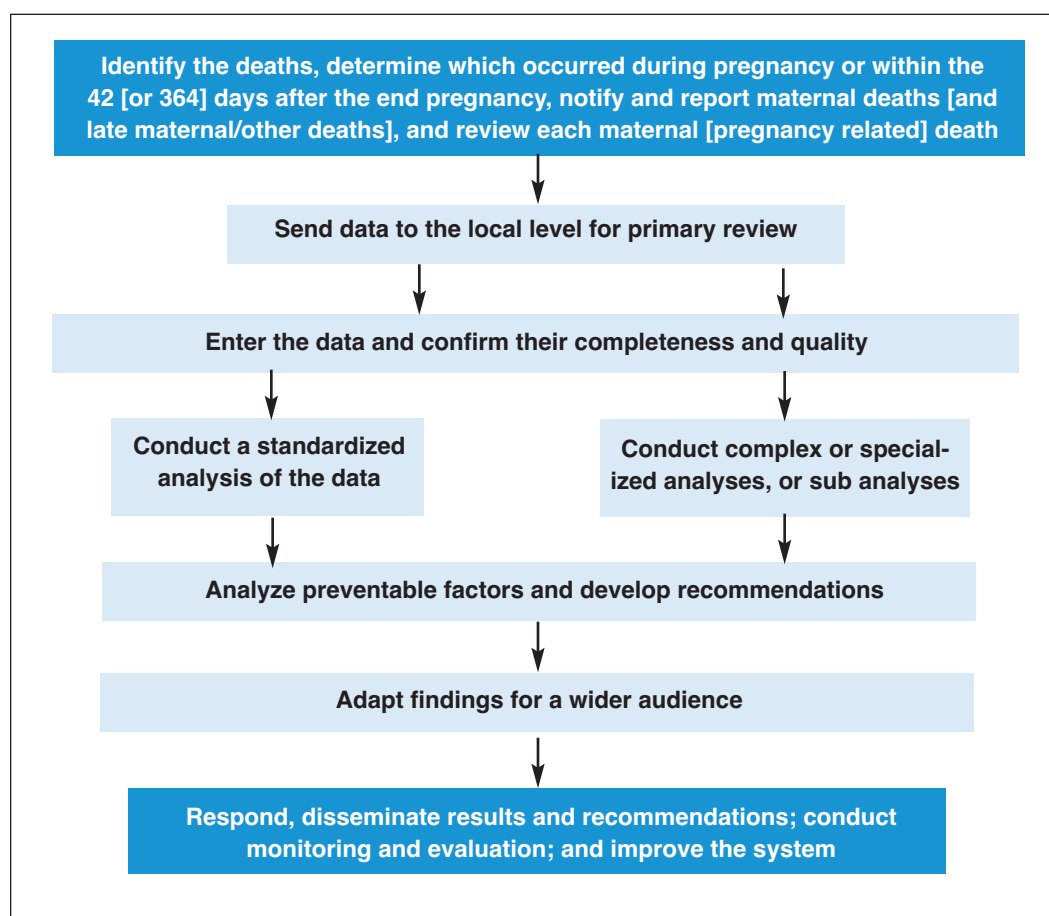 Identify the deaths, determine which occurred during pregnancy or within the
42 [or 364] days after the end pregnancy, notify and report maternal deaths [and
late maternal/other deaths], and review each maternal [pregnancy related] death
Send data to the local level for primary review
Enter the data and confirm their completeness and quality
Conduct a standardized
analysis of the data
Conduct complex or special-
ized analyses, or sub analyses
Analyze preventable factors and develop recommendations
Adapt findings for a wider audience
Respond, disseminate results and recommendations; conduct
monitoring and evaluation; and improve the system